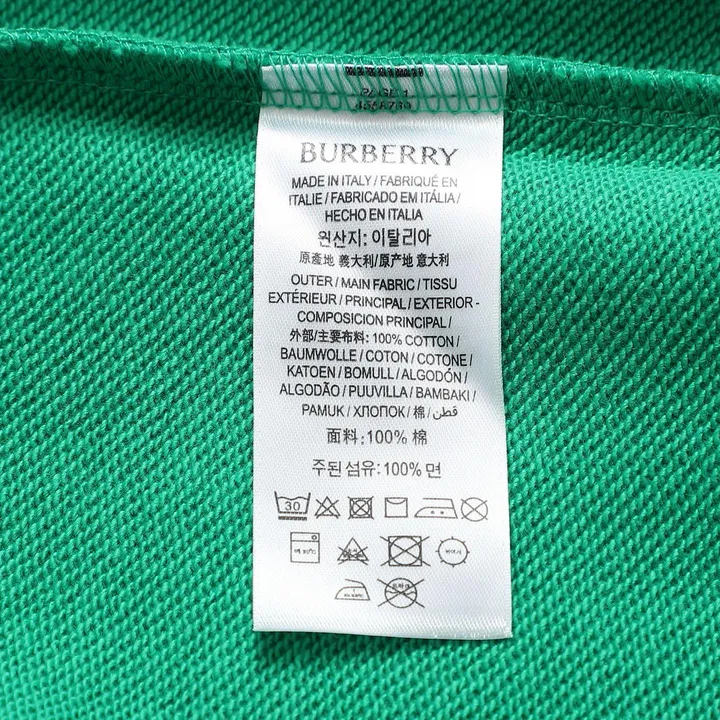 PAGE 1
BURBERRY
MADE IN ITALY / FABRIQUÉ EN
ITALIE / FABRICADO EM ITÁLIA /
HECHO EN ITALIA
원산지: 이탈리아
原產地 義大利/原产地 意大利
OUTER / MAIN FABRIC / TISSU
EXTÉRIEUR / PRINCIPAL / EXTERIOR -
COMPOSICION PRINCIPAL /
外部/主要布料: 100% COTTON /
BAUMWOLLE / COTON / COTONE /
KATOEN / BOMULL / ALGODÓN /
ALGODÃO / PUUVILLA / BAMBAKI /
PAMUK / ХЛОПОК / 棉 / قطن
面料: 100% 棉
주된 섬유: 100% 면
30